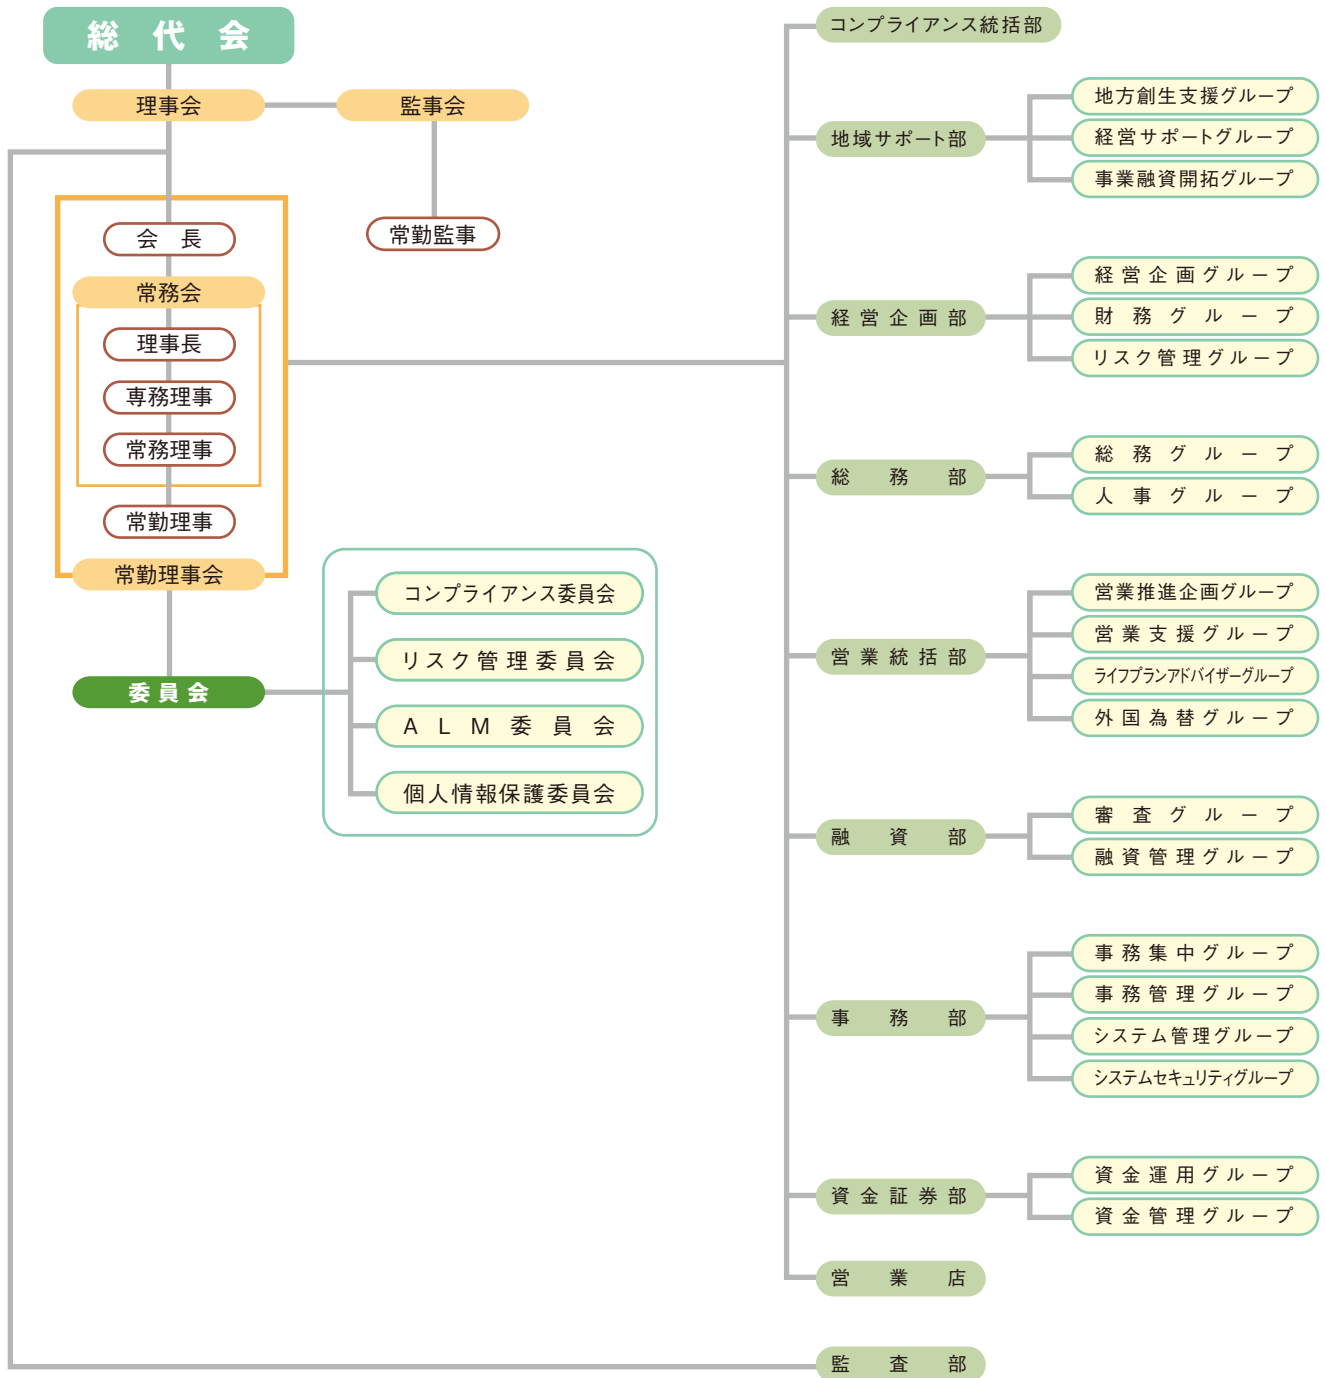 総代会
理事会
監事会
常勤監事
会長
常務会
理事長
専務理事
常務理事
常勤理事
常勤理事会
委員会
コンプライアンス委員会
リスク管理委員会
ALM委員会
個人情報保護委員会
コンプライアンス統括部
地域サポート部
地方創生支援グループ
経営サポートグループ
事業融資開拓グループ
経営企画部
経営企画グループ
財務グループ
リスク管理グループ
総務部
総務グループ
人事グループ
営業統括部
営業推進企画グループ
営業支援グループ
ライフプランアドバイザーグループ
外国為替グループ
融資部
審査グループ
融資管理グループ
事務部
事務集中グループ
事務管理グループ
システム管理グループ
システムセキュリティグループ
資金証券部
資金運用グループ
資金管理グループ
営業店
監査部